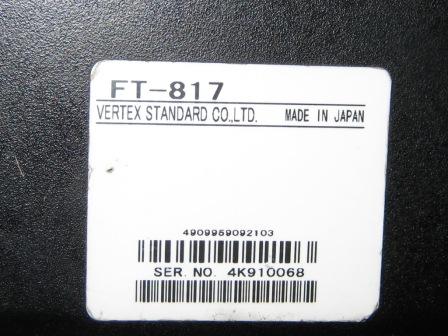 FT-817
VERTEX STANDARD CO.,LTD. MADE IN JAPAN
4909959092103
SER. NO. 4K910068